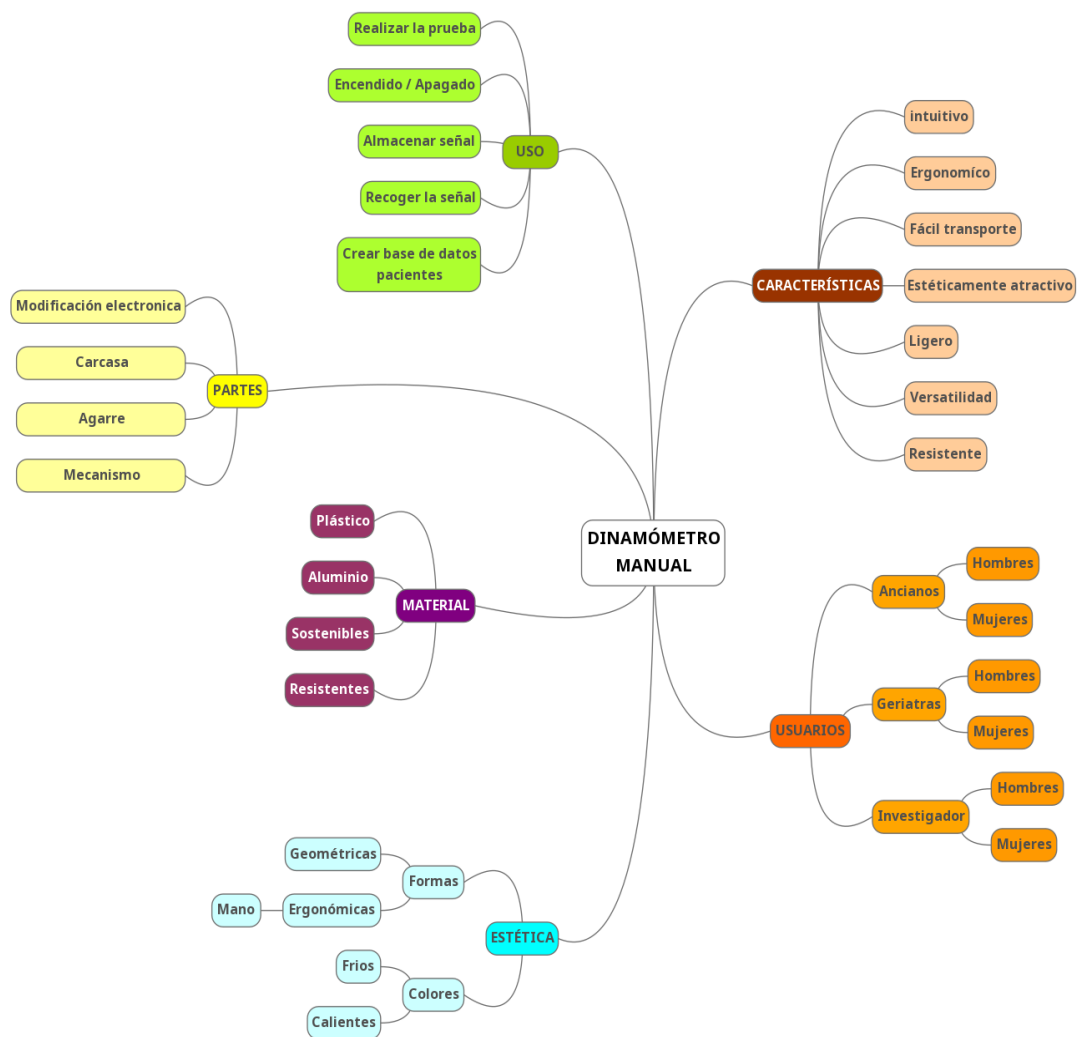 Realizar la prueba
Encendido / Apagado
Almacenar señal
USO
Recoger la señal
Crear base de datos
pacientes
intuitivo
Ergonomíco
Fácil transporte
CARACTERÍSTICAS
Estéticamente atractivo
Ligero
Versatilidad
Resistente
Modificación electronica
Carcasa
PARTES
Agarre
Mecanismo
Plástico
Aluminio
MATERIAL
Sostenibles
Resistentes
DINAMÓMETRO
MANUAL
Hombres
Ancianos
Mujeres
Hombres
Geriatras
USUARIOS
Mujeres
Hombres
Investigador
Mujeres
Geométricas
Formas
Mano
Ergonómicas
ESTÉTICA
Frios
Colores
Calientes